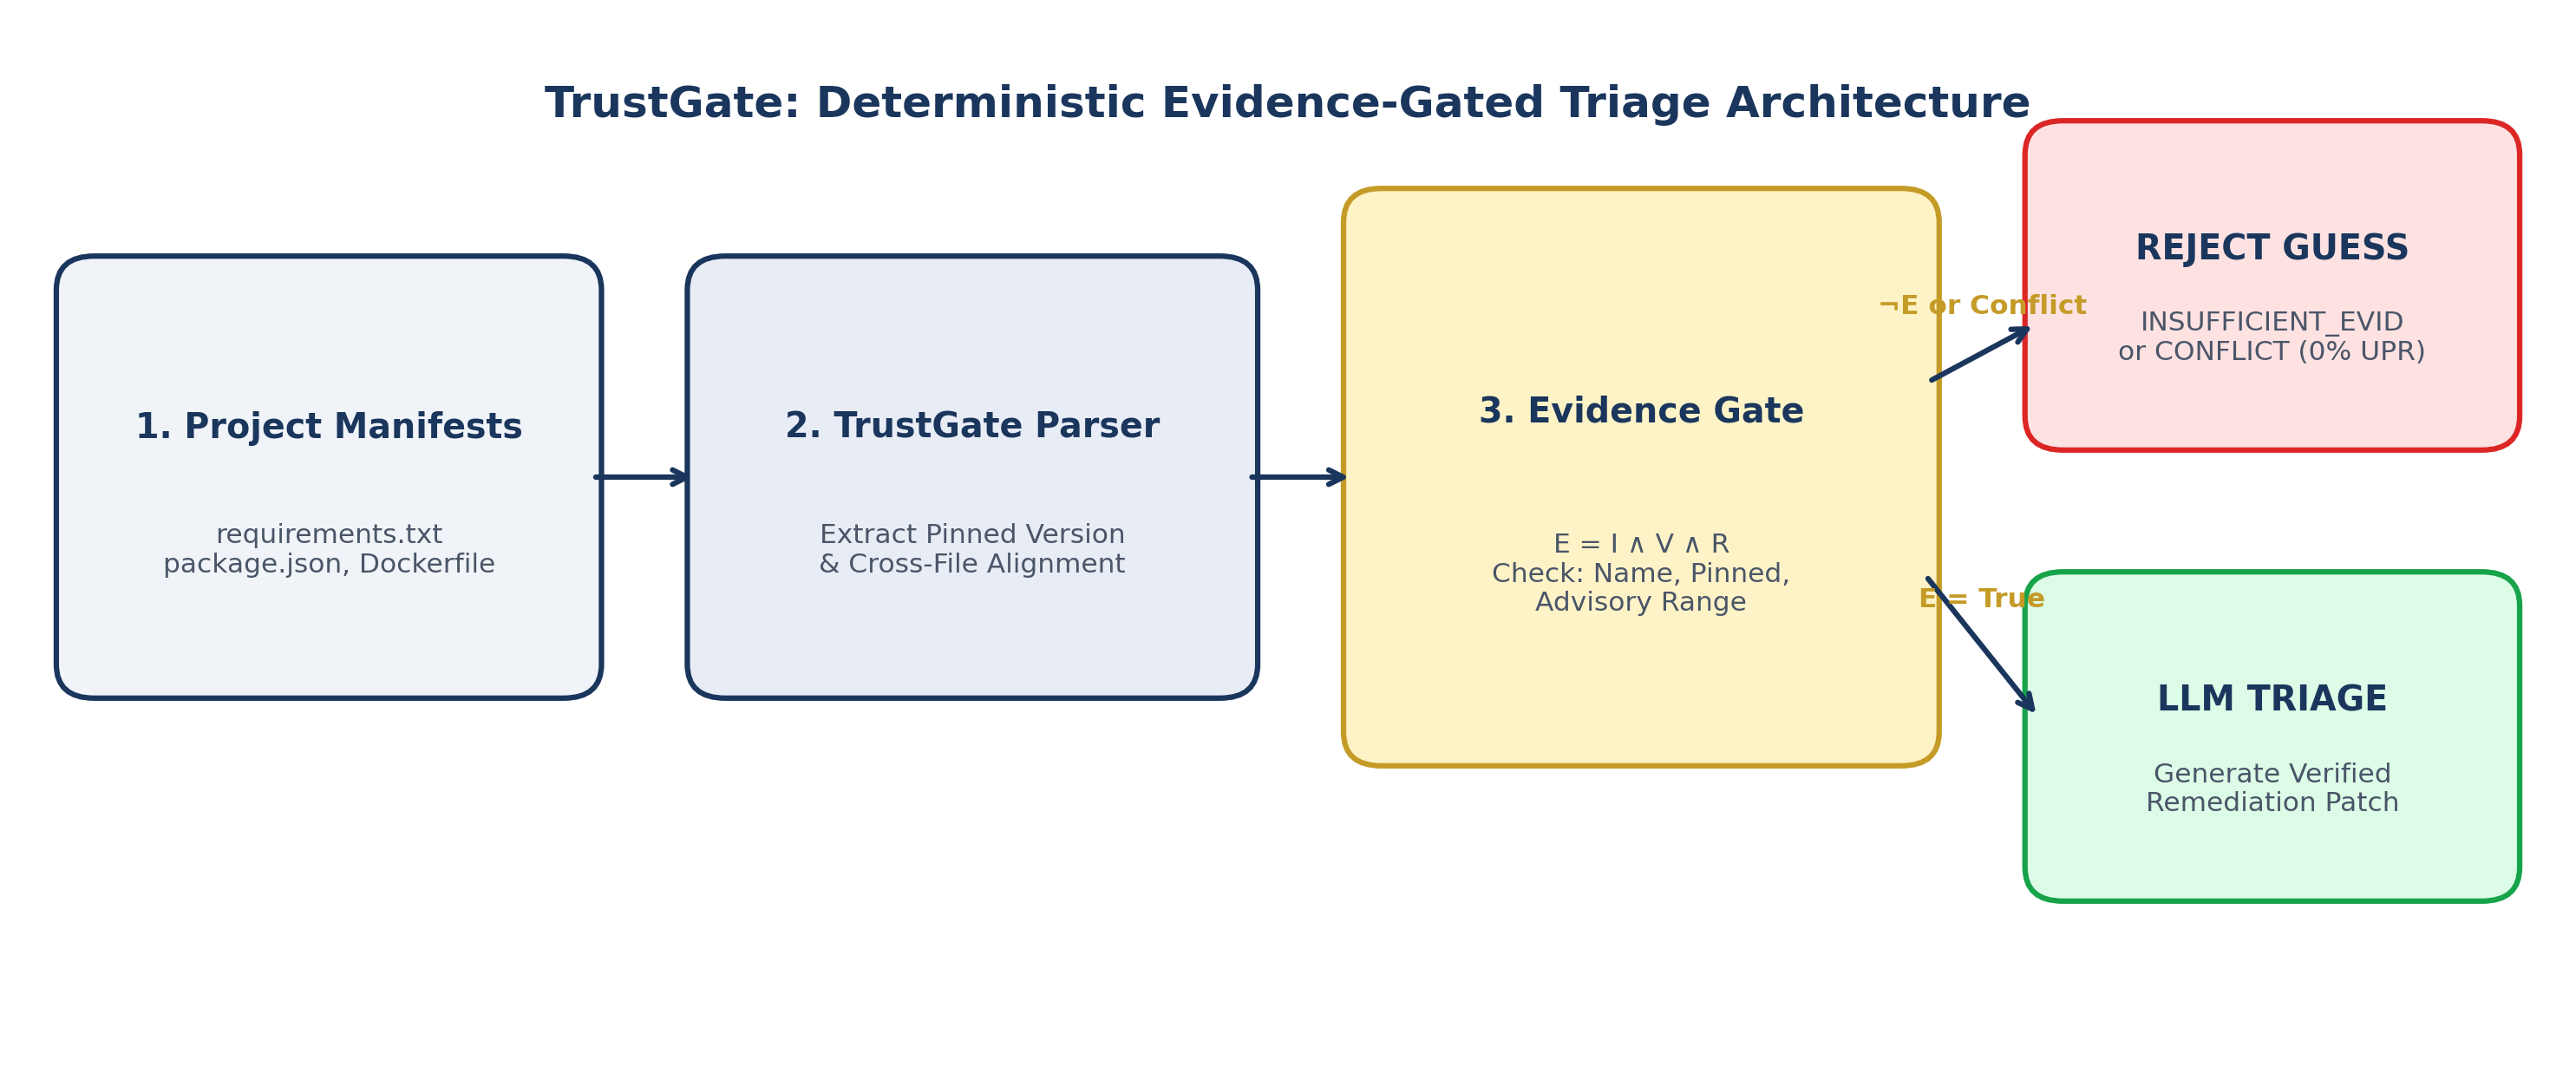 TrustGate: Deterministic Evidence-Gated Triage Architecture
1. Project Manifests
requirements.txt
package.json, Dockerfile
2. TrustGate Parser
Extract Pinned Version
& Cross-File Alignment
3. Evidence Gate
E = I ∧ V ∧ R
Check: Name, Pinned,
Advisory Range
¬E or Conflict
REJECT GUESS
INSUFFICIENT_EVID
or CONFLICT (0% UPR)
E = True
LLM TRIAGE
Generate Verified
Remediation Patch